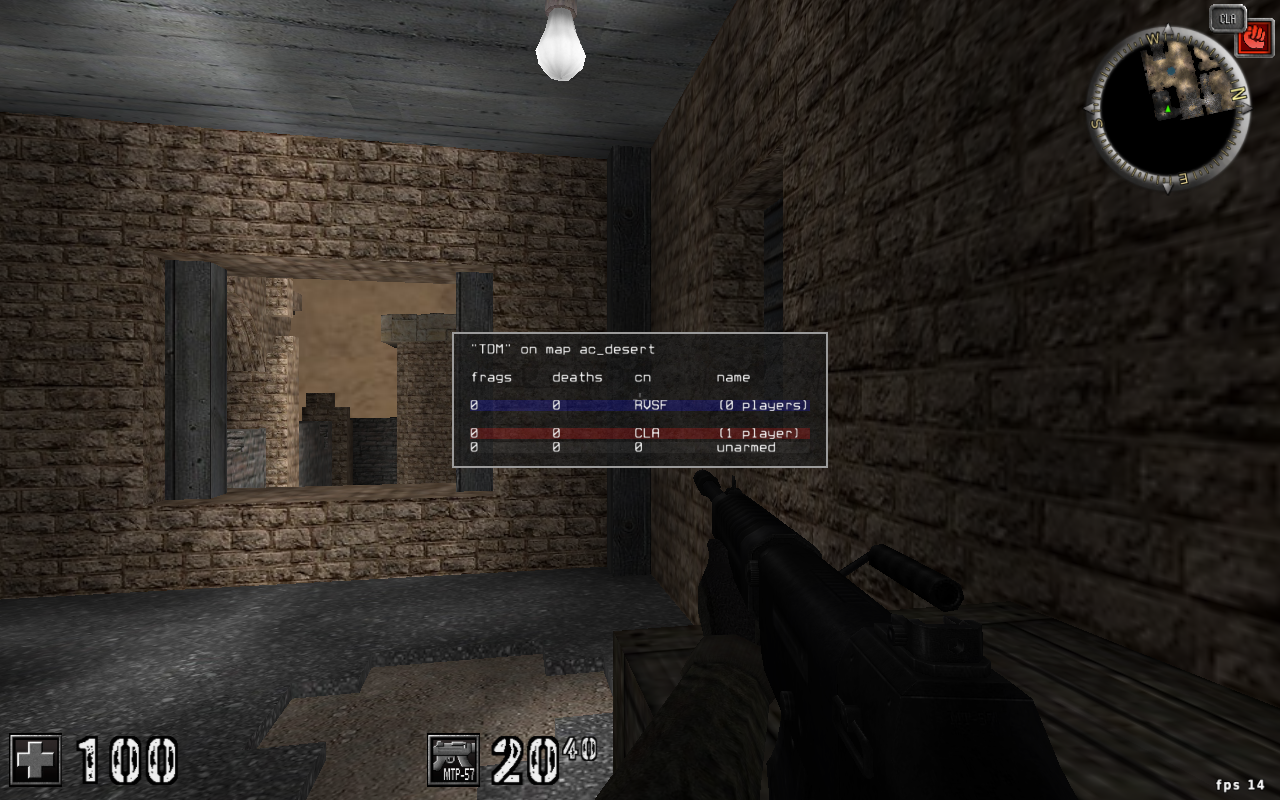 CLA
W
N
S
E
"TDM" on map ac_desert
frags deaths cn name
0 0 RVSF (0 players)
0 0 CLA (1 player)
0 0 0 unarmed
100
MTP-57
20 40
fps 14